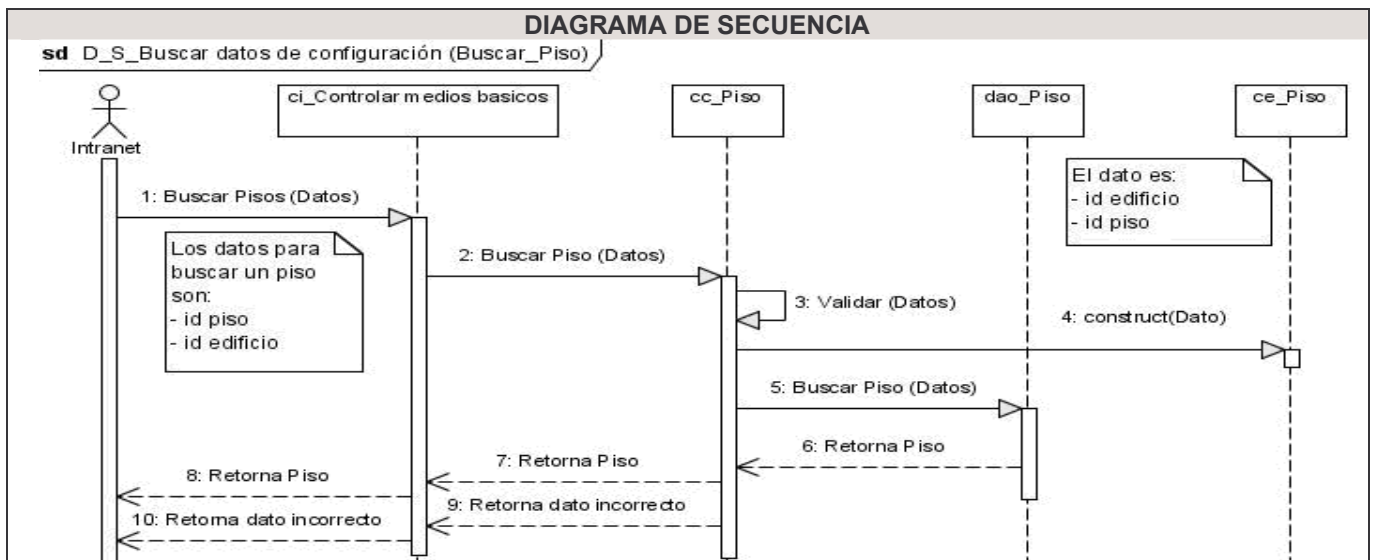 DIAGRAMA DE SECUENCIA
sd D_S_Buscar datos de configuración (Buscar_Piso)
Intranet
ci_Controlar medios basicos
cc_Piso
dao_Piso
ce_Piso
El dato es:
- id edificio
- id piso
1: Buscar Pisos (Datos)
Los datos para
buscar un piso
son:
- id piso
- id edificio
2: Buscar Piso (Datos)
3: Validar (Datos)
4: construct(Dato)
5: Buscar Piso (Datos)
6: Retorna Piso
7: Retorna Piso
8: Retorna Piso
9: Retorna dato incorrecto
10: Retorna dato incorrecto